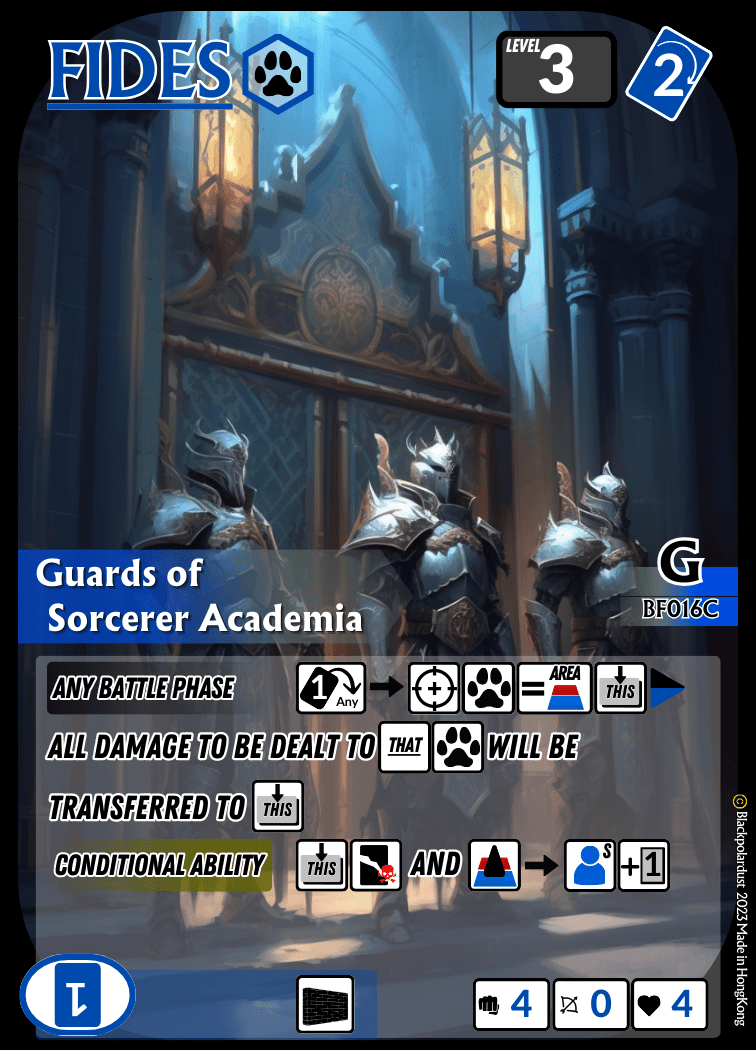 FIDES
LEVEL 3
2
Guards of
Sorcerer Academia
G
BF016C
ANY BATTLE PHASE 1 Any = AREA THIS
ALL DAMAGE TO BE DEALT TO THAT WILL BE
TRANSFERRED TO THIS
CONDITIONAL ABILITY THIS AND S +1
1
4 0 4
© Blackpolardust 2023 Made in HongKong